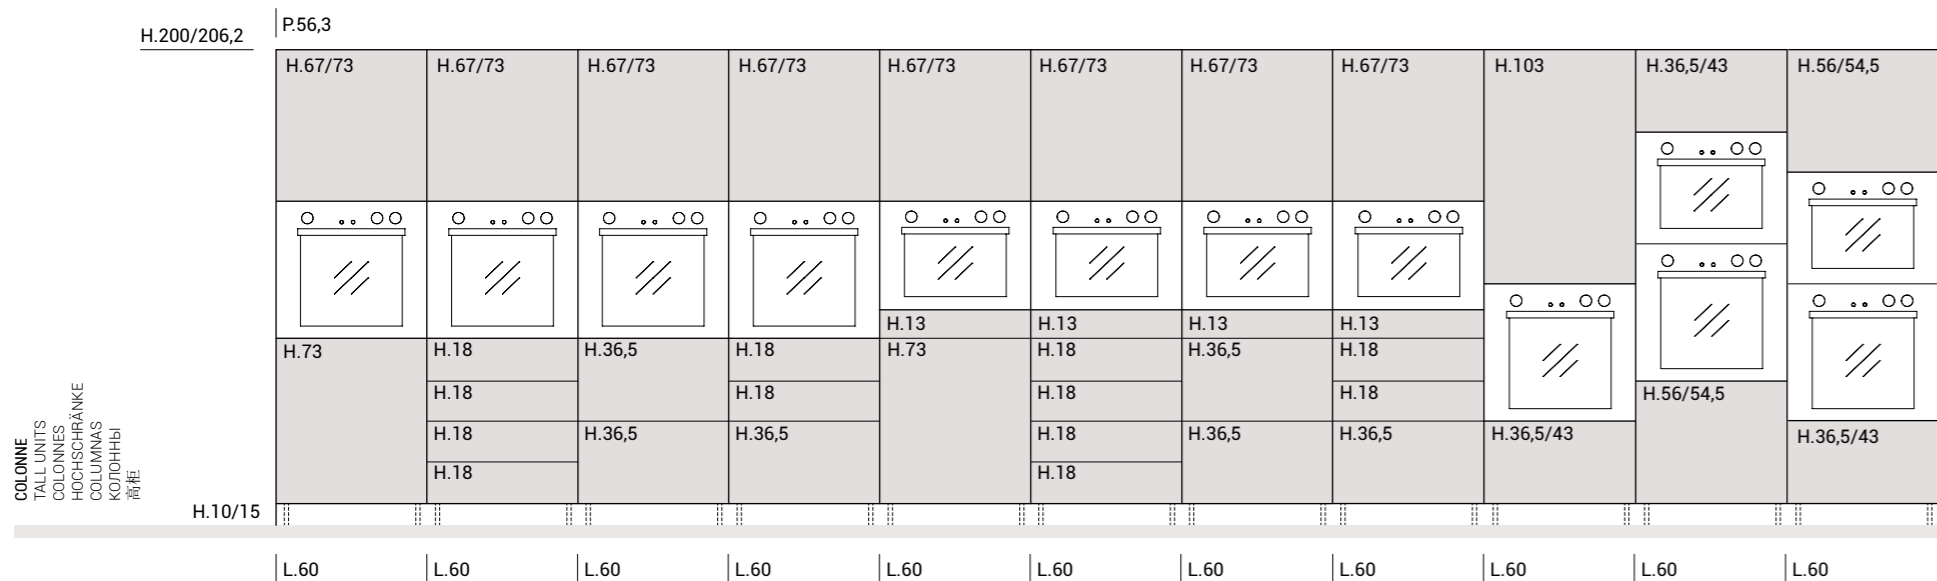 P.56,3
H.200/206,2
H.67/73 H.67/73 H.67/73 H.67/73 H.67/73 H.67/73 H.67/73 H.67/73 H.103 H.36,5/43 H.56/54,5
H.13 H.13 H.13 H.13
H.73 H.18 H.36,5 H.18 H.73 H.18 H.36,5 H.18
H.18 H.18 H.18 H.18 H.56/54,5
H.18 H.36,5 H.36,5 H.18 H.36,5 H.36,5 H.36,5/43 H.36,5/43
H.18 H.18
COLONNE
TALL UNITS
COLONNES
HOCHSCHRÄNKE
COLUMNAS
КОЛОННЫ
高柜
H.10/15
L.60 L.60 L.60 L.60 L.60 L.60 L.60 L.60 L.60 L.60 L.60